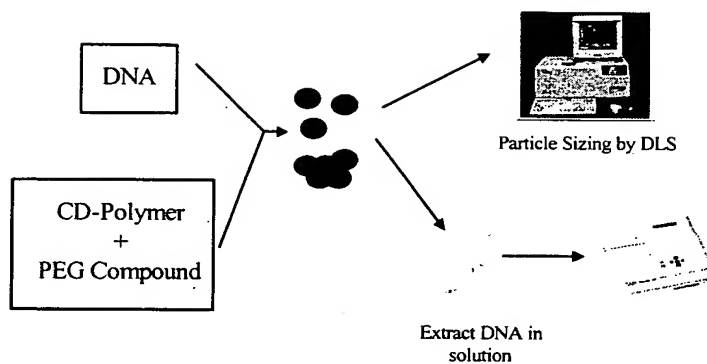 DNA
CD-Polymer
+
PEG Compound
Particle Sizing by DLS
Extract DNA in
solution